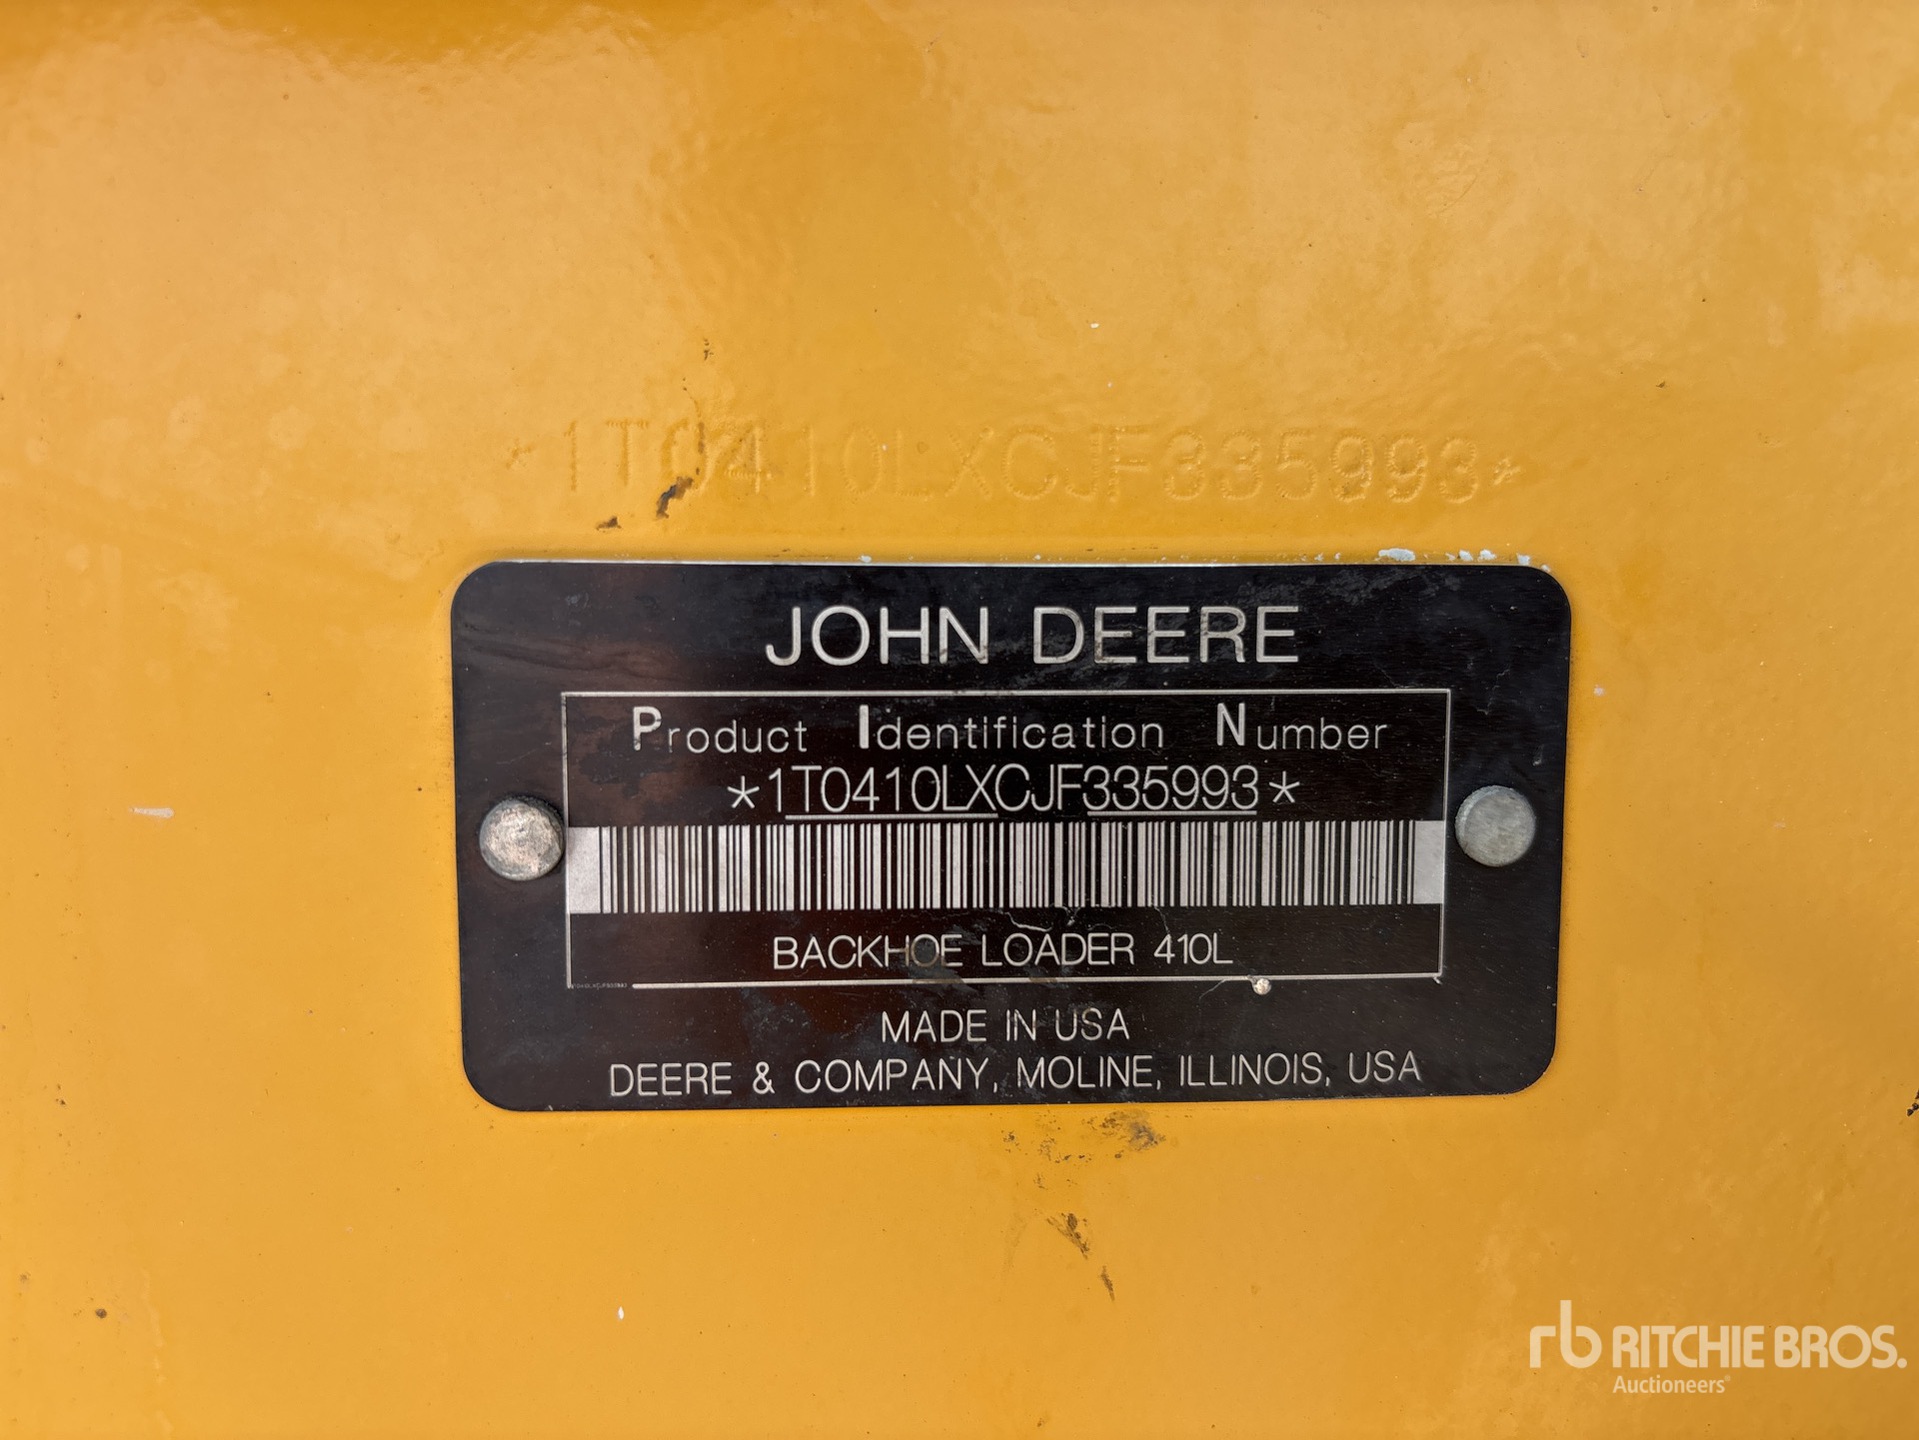 *1T0410LXCJF335993*
JOHN DEERE
Product Identification Number
*1T0410LXCJF335993*
BACKHOE LOADER 410L
MADE IN USA
DEERE & COMPANY, MOLINE, ILLINOIS, USA
rb RITCHIE BROS.
Auctioneers®